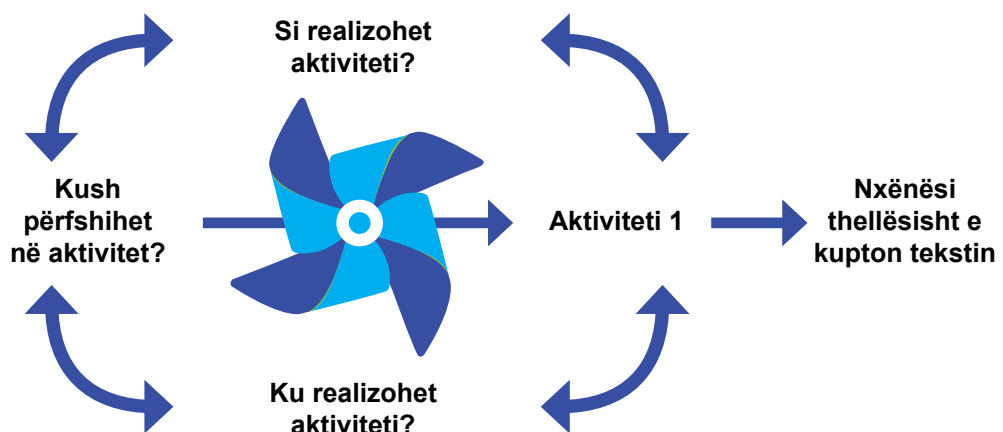 Si realizohet
aktiviteti?
Kush
përfshihet
në aktivitet?
Aktiviteti 1
Nxënësi
thellësisht e
kupton tekstin
Ku realizohet
aktiviteti?